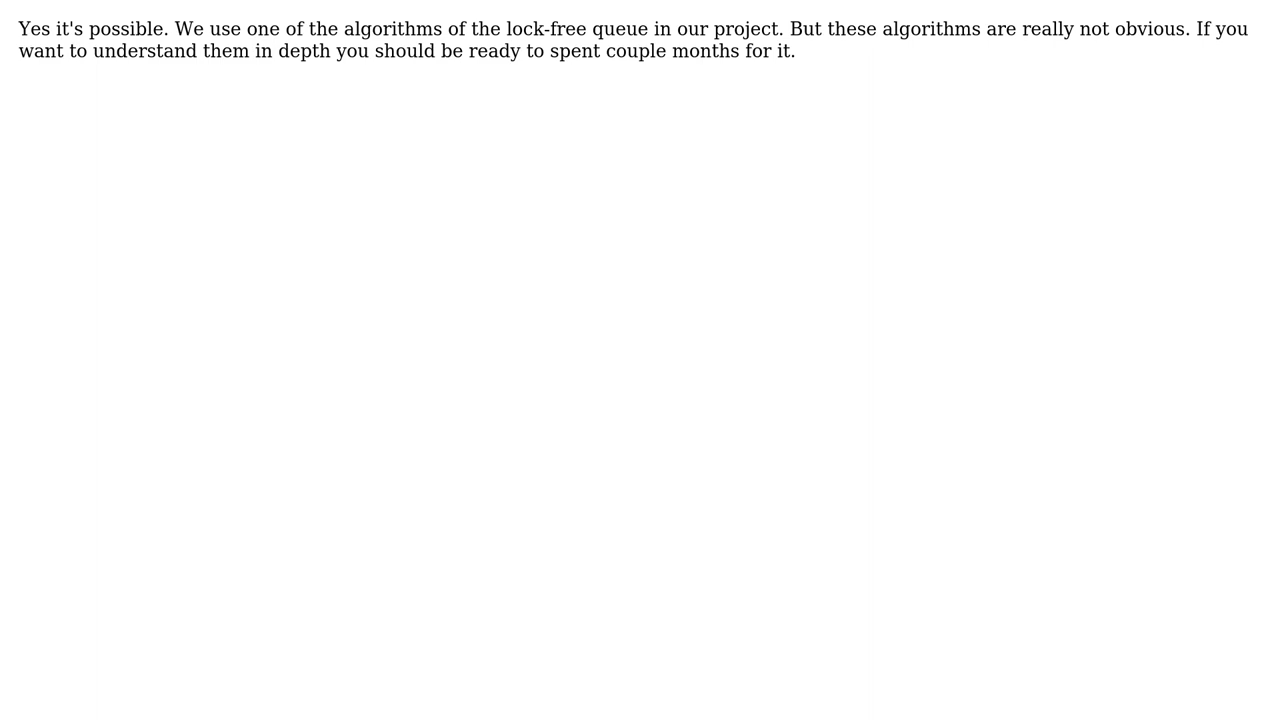 Yes it's possible. We use one of the algorithms of the lock-free queue in our project. But these algorithms are really not obvious. If you
want to understand them in depth you should be ready to spent couple months for it.